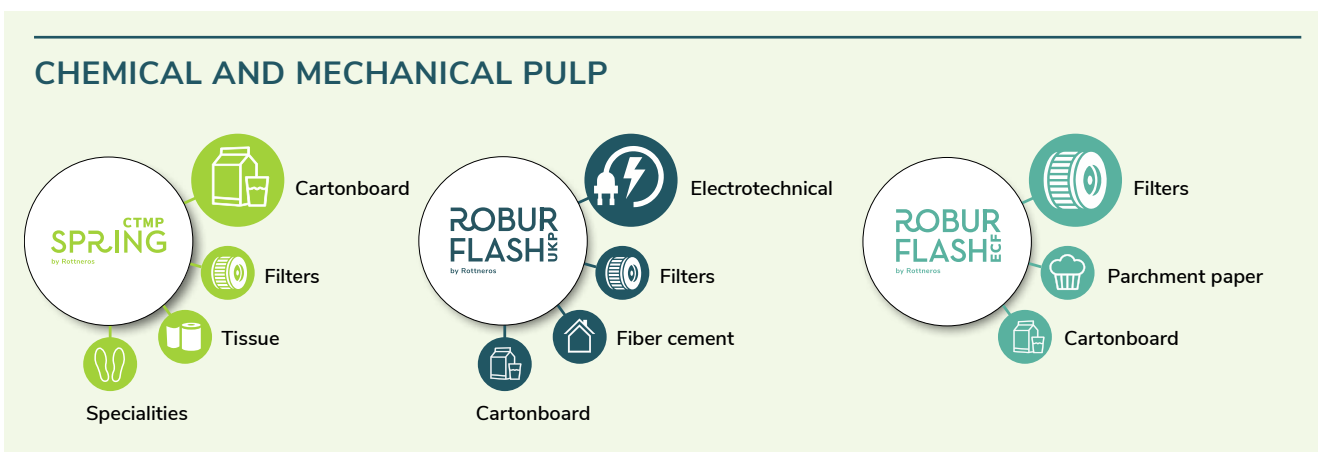 CHEMICAL AND MECHANICAL PULP
CTMP
SPRING
by Rottneros
Cartonboard
Filters
Tissue
Specialities
ROBUR
FLASH UKP
by Rottneros
Electrotechnical
Filters
Fiber cement
Cartonboard
ROBUR
FLASH ECF
by Rottneros
Filters
Parchment paper
Cartonboard